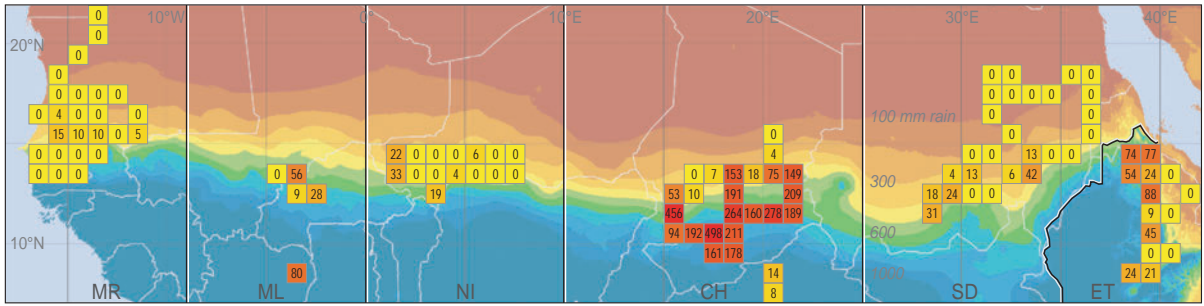 0 10°W 0° 10°E 20°E 30°E 40°E
0
20°N 0
0 0 0 0 0
0 0 0 0 0 0 0 0 0
0 4 0 0 0 0 0 0
100 mm rain
15 10 10 0 5 0 0 0
0 0 0 0 22 0 0 0 6 0 0 4 0 0 13 0 0 74 77
0 0 0 0 56 33 0 0 4 0 0 0 7 153 18 75 149 4 13 6 42 54 24 0
300
9 28 19 53 10 191 209 18 24 0 0 88 0
456 264 160 278 189 31 9 0
600
10°N 94 192 498 211 45
161 178 0 0
80 14 1000 24 21
MR ML NI CH 8 SD ET